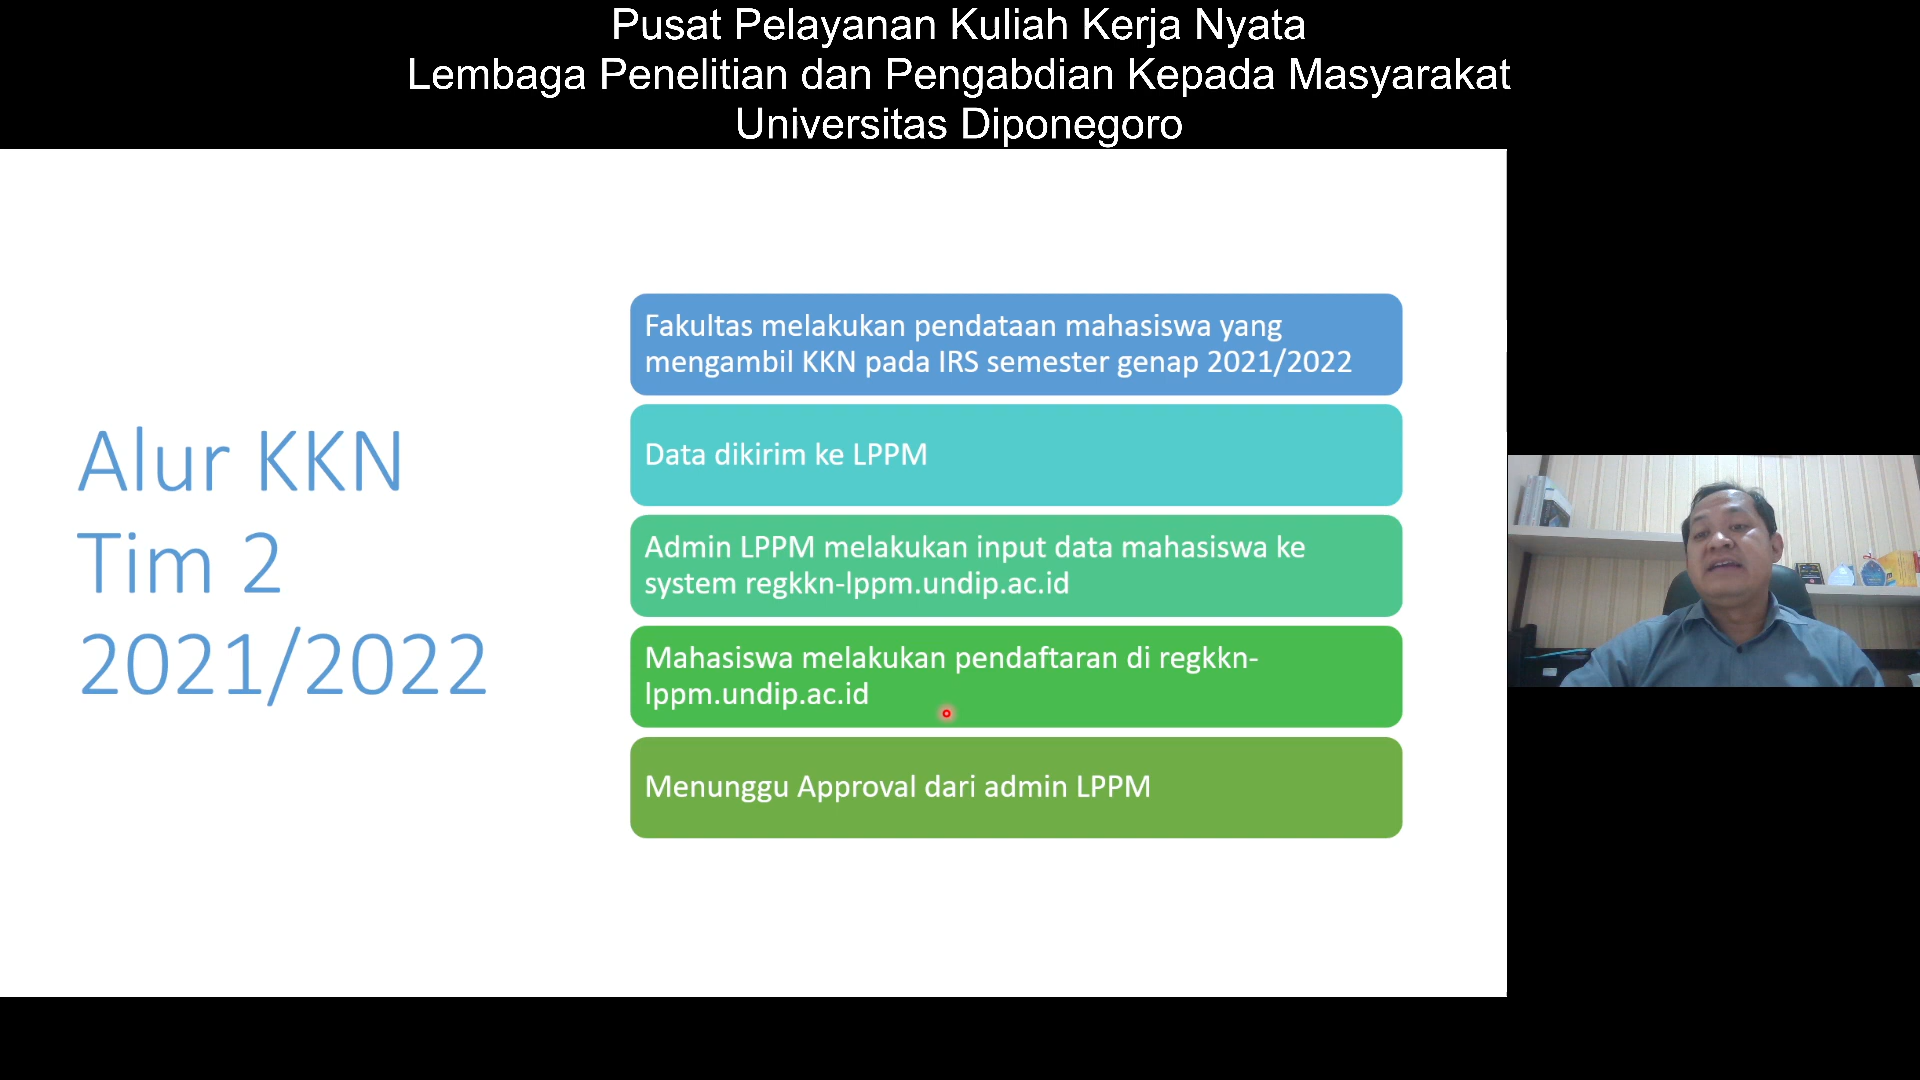 Pusat Pelayanan Kuliah Kerja Nyata
Lembaga Penelitian dan Pengabdian Kepada Masyarakat
Universitas Diponegoro
Alur KKN
Tim 2
2021/2022
Fakultas melakukan pendataan mahasiswa yang
mengambil KKN pada IRS semester genap 2021/2022
Data dikirim ke LPPM
Admin LPPM melakukan input data mahasiswa ke
system regkkn-lppm.undip.ac.id
Mahasiswa melakukan pendaftaran di regkkn-
lppm.undip.ac.id
Menunggu Approval dari admin LPPM